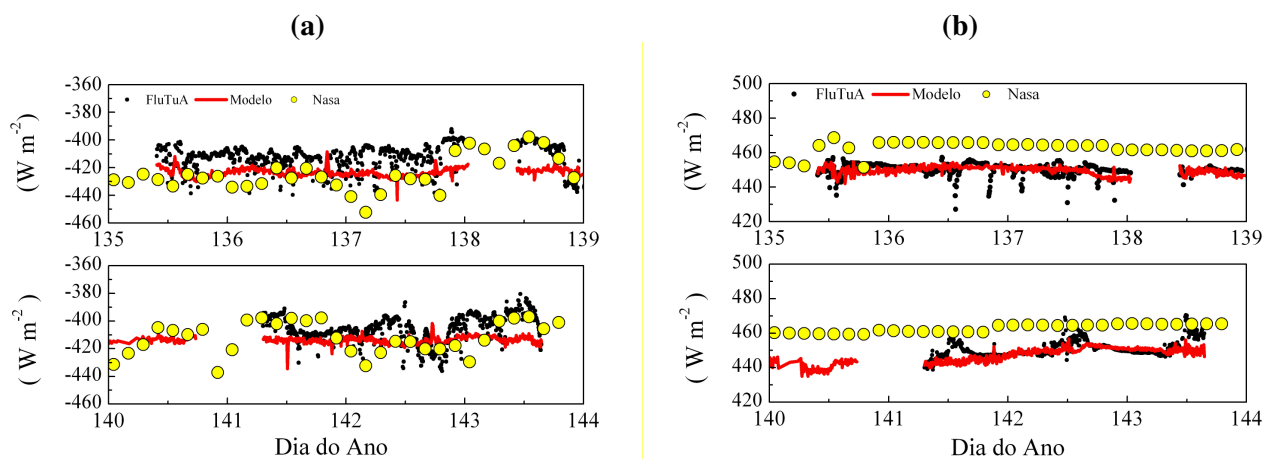 (a)
(b)
( W m-2)
-360
-380
-400
-420
-440
-460
FluTuA Modelo Nasa
135 136 137 138 139
( W m-2)
500
480
460
440
420
FluTuA Modelo Nasa
135 136 137 138 139
( W m-2)
-360
-380
-400
-420
-440
-460
140 141 142 143 144
Dia do Ano
( W m-2)
500
480
460
440
420
140 141 142 143 144
Dia do Ano